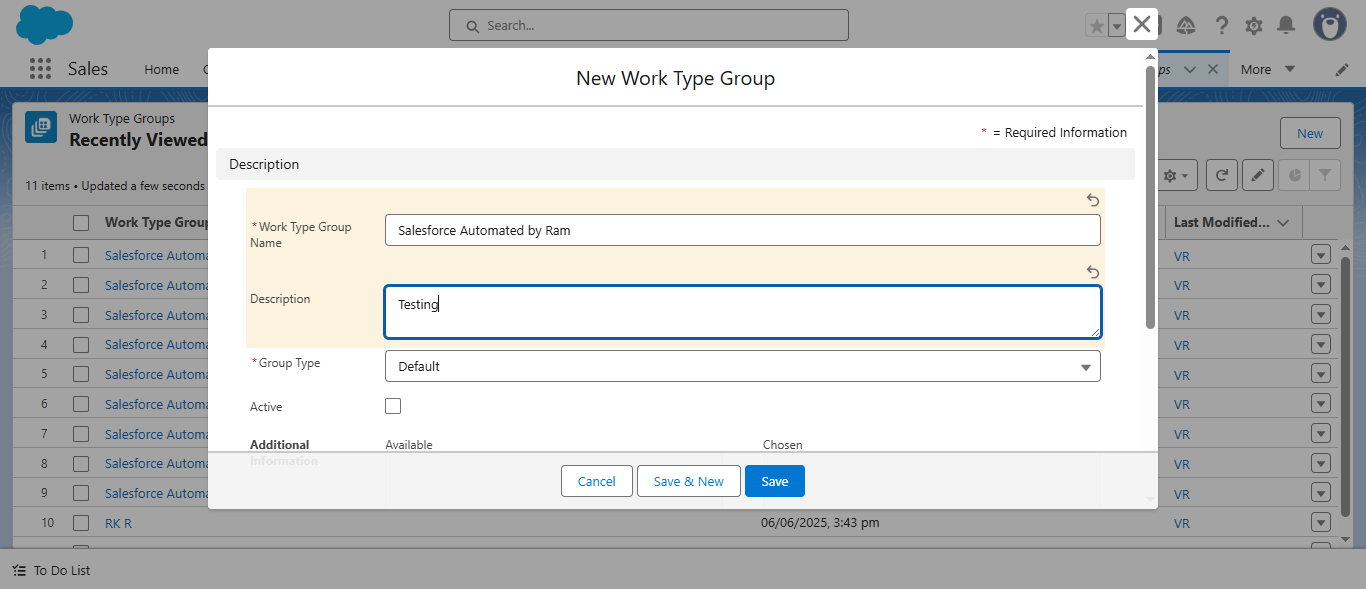 Search...
Sales
Home
More
New Work Type Group
Work Type Groups
Recently Viewed
New
* = Required Information
Description
11 items • Updated a few seconds
*Work Type Group Name
Salesforce Automated by Ram
Work Type Group
Last Modified...
Description
Testing
*Group Type
Default
Active
Additional Information
Available
Chosen
Cancel
Save & New
Save
1 Salesforce Automa VR
2 Salesforce Automa VR
3 Salesforce Automa VR
4 Salesforce Automa VR
5 Salesforce Automa VR
6 Salesforce Automa VR
7 Salesforce Automa VR
8 Salesforce Automa VR
9 Salesforce Automa VR
10 RK R 06/06/2025, 3:43 pm VR
To Do List